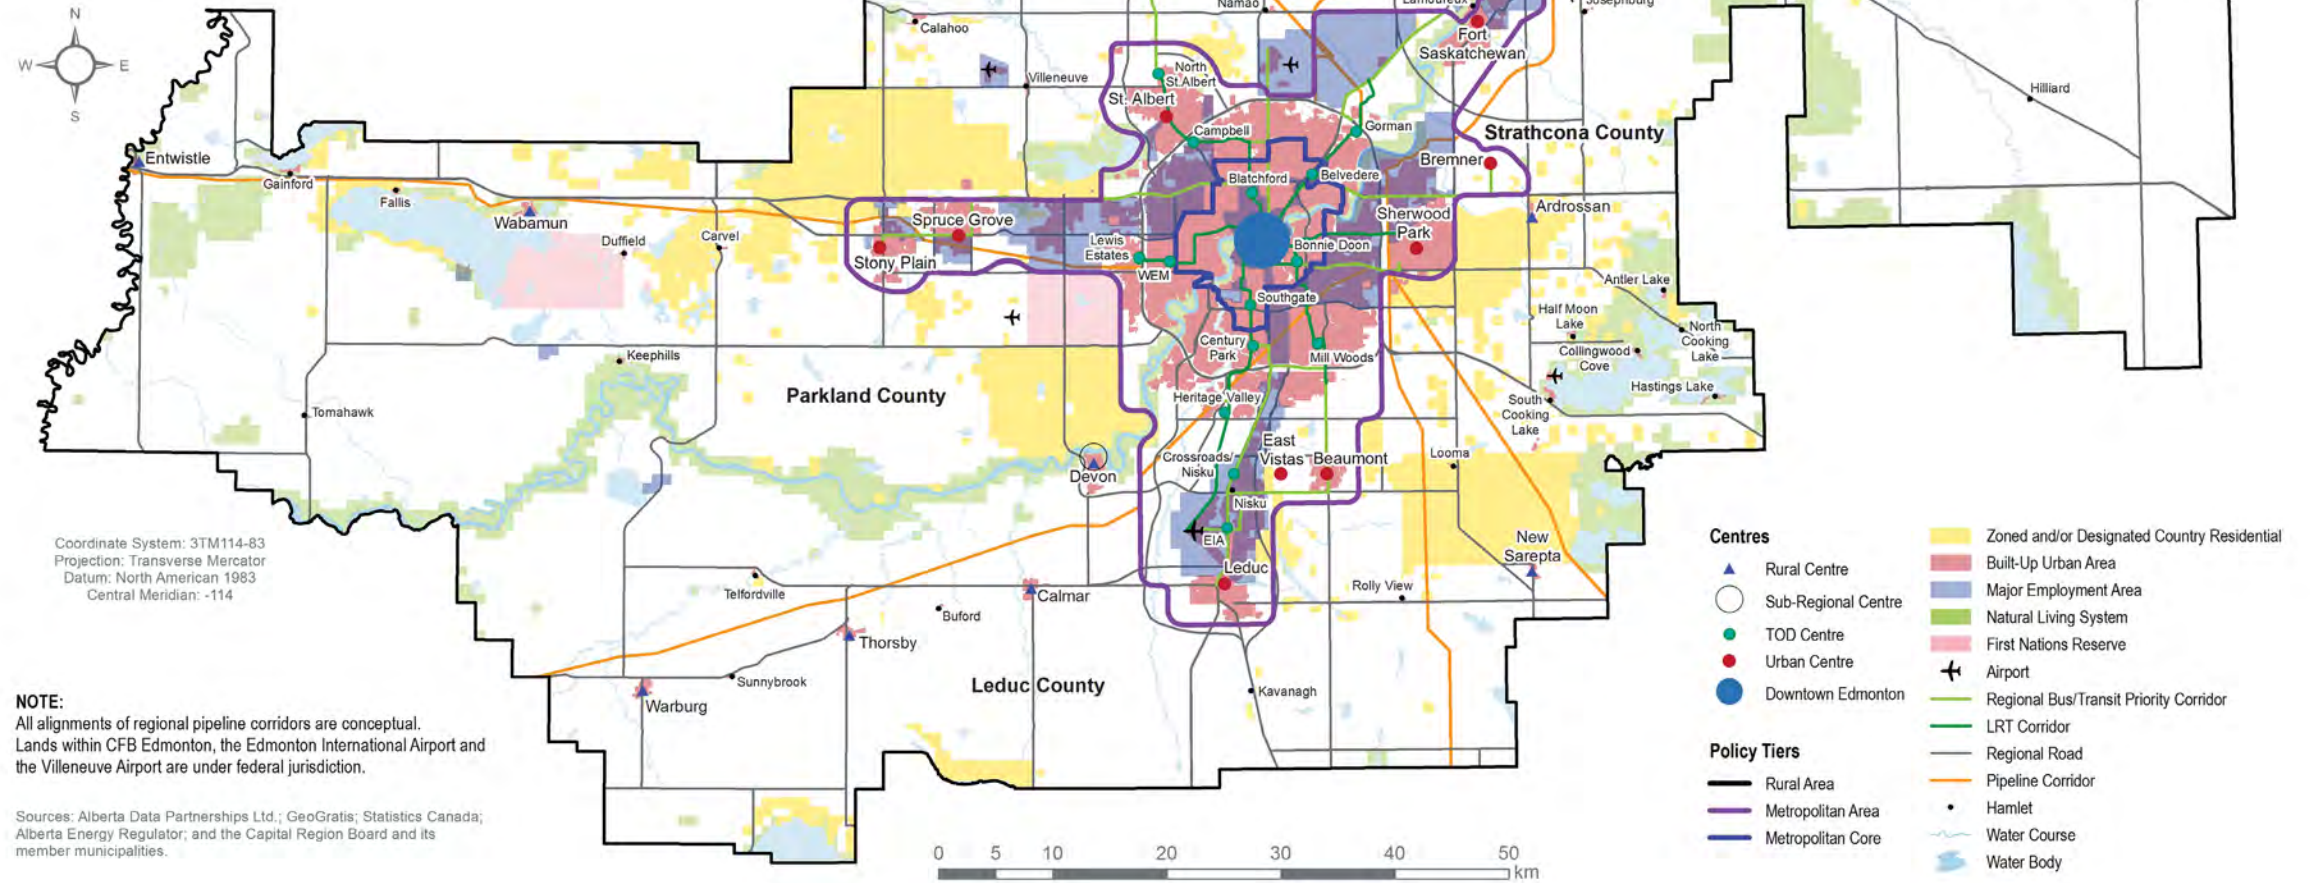 Namao
Lamoureux
Josephburg
N
W
E
S
Calahoo
Fort
Saskatchewan
Villeneuve
North
St.Albert
St. Albert
Hilliard
Campbell
Gorman
Strathcona County
Entwistle
Bremner
Gainford
Blatchford
Belvedere
Fallis
Wabamun
Spruce Grove
Sherwood
Park
Ardrossan
Duffield
Carvel
Lewis
Estates
Bonnie Doon
Stony Plain
WEM
Antler Lake
Southgate
Half Moon
Lake
North
Cooking
Lake
Keephills
Century
Park
Mill Woods
Collingwood
Cove
Hastings Lake
Parkland County
Heritage Valley
South
Cooking
Lake
Tomahawk
East
Vistas
Beaumont
Crossroads/
Nisku
Looma
Devon
Nisku
EIA
New
Sarepta
Leduc
Rolly View
Telfordville
Calmar
Buford
Thorsby
Sunnybrook
Leduc County
Kavanagh
Warburg
Coordinate System: 3TM114-83
Projection: Transverse Mercator
Datum: North American 1983
Central Meridian: -114
NOTE:
All alignments of regional pipeline corridors are conceptual.
Lands within CFB Edmonton, the Edmonton International Airport and
the Villeneuve Airport are under federal jurisdiction.
Sources: Alberta Data Partnerships Ltd.; GeoGratis; Statistics Canada;
Alberta Energy Regulator; and the Capital Region Board and its
member municipalities.
0 5 10 20 30 40 50
km
Centres
Rural Centre
Sub-Regional Centre
TOD Centre
Urban Centre
Downtown Edmonton
Policy Tiers
Rural Area
Metropolitan Area
Metropolitan Core
Zoned and/or Designated Country Residential
Built-Up Urban Area
Major Employment Area
Natural Living System
First Nations Reserve
Airport
Regional Bus/Transit Priority Corridor
LRT Corridor
Regional Road
Pipeline Corridor
Hamlet
Water Course
Water Body